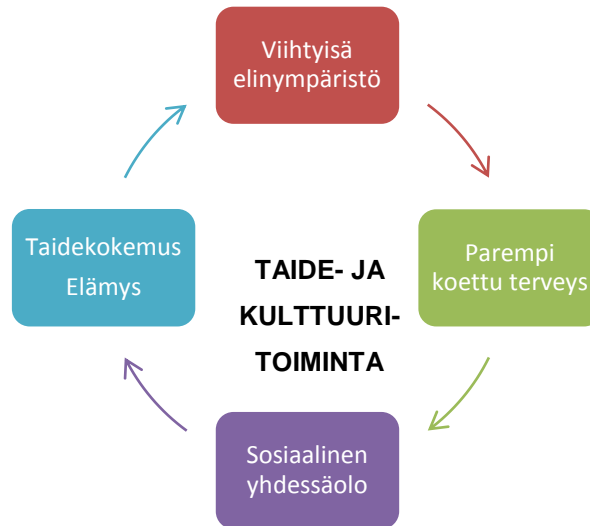 Viihtyisä
elinympäristö
Taidekokemus
Elämys
TAIDE- JA
KULTTUURI-
TOIMINTA
Parempi
koettu terveys
Sosiaalinen
yhdessäolo